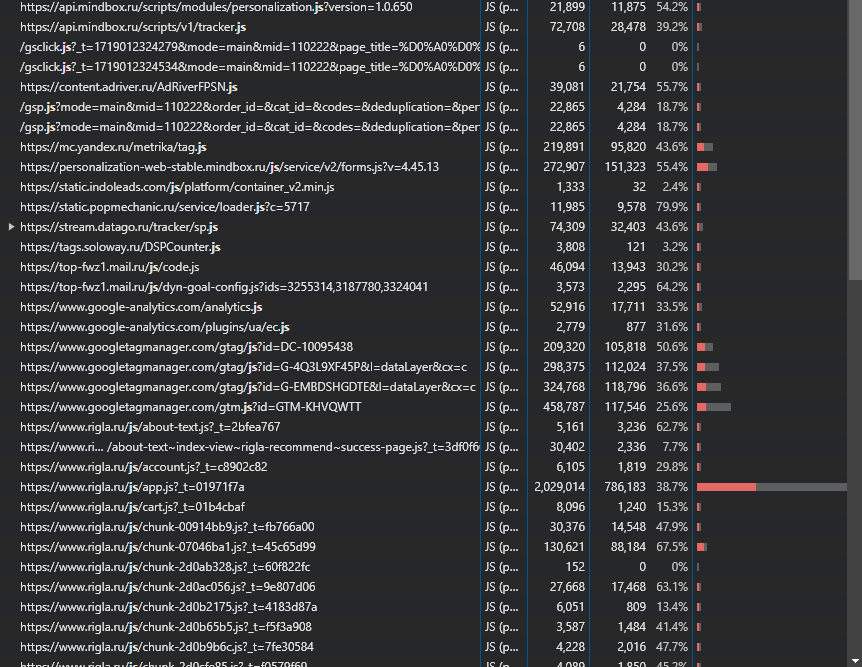 https://api.mindbox.ru/scripts/modules/personalization.js?version=1.0.650 JS (p... 21,899 11,875 54.2%
https://api.mindbox.ru/scripts/v1/tracker.js JS (p... 72,708 28,478 39.2%
/gsclick.js?_t=1719012324279&mode=main&mid=110222&page_title=%D0%A0%D0% JS (p... 6 0 0%
/gsclick.js?_t=1719012324534&mode=main&mid=110222&page_title=%D0%A0%D0% JS (p... 6 0 0%
https://content.adriver.ru/AdRiverFPSN.js JS (p... 39,081 21,754 55.7%
/gsp.js?mode=main&mid=110222&order_id=&cat_id=&codes=&deduplication=&per JS (p... 22,865 4,284 18.7%
/gsp.js?mode=main&mid=110222&order_id=&cat_id=&codes=&deduplication=&per JS (p... 22,865 4,284 18.7%
https://mc.yandex.ru/metrika/tag.js JS (p... 219,891 95,820 43.6%
https://personalization-web-stable.mindbox.ru/js/service/v2/forms.js?v=4.45.13 JS (p... 272,907 151,323 55.4%
https://static.indoleads.com/js/platform/container_v2.min.js JS (p... 1,333 32 2.4%
https://static.popmechanic.ru/service/loader.js?c=5717 JS (p... 11,985 9,578 79.9%
https://stream.datago.ru/tracker/sp.js JS (p... 74,309 32,403 43.6%
https://tags.soloway.ru/DSPCounter.js JS (p... 3,808 121 3.2%
https://top-fwz1.mail.ru/js/code.js JS (p... 46,094 13,943 30.2%
https://top-fwz1.mail.ru/js/dyn-goal-config.js?ids=3255314,3187780,3324041 JS (p... 3,573 2,295 64.2%
https://www.google-analytics.com/analytics.js JS (p... 52,916 17,711 33.5%
https://www.google-analytics.com/plugins/ua/ec.js JS (p... 2,779 877 31.6%
https://www.googletagmanager.com/gtag/js?id=DC-10095438 JS (p... 209,320 105,818 50.6%
https://www.googletagmanager.com/gtag/js?id=G-4Q3L9XF45P&l=dataLayer&cx=c JS (p... 298,375 112,024 37.5%
https://www.googletagmanager.com/gtag/js?id=G-EMBDSHGDTE&l=dataLayer&cx=c JS (p... 324,768 118,796 36.6%
https://www.googletagmanager.com/gtm.js?id=GTM-KHVQWTT JS (p... 458,787 117,546 25.6%
https://www.rigla.ru/js/about-text.js?_t=2bfea767 JS (p... 5,161 3,236 62.7%
https://www.ri… /about-text~index-view~rigla-recommend~success-page.js?_t=3df0f6 JS (p... 30,402 2,336 7.7%
https://www.rigla.ru/js/account.js?_t=c8902c82 JS (p... 6,105 1,819 29.8%
https://www.rigla.ru/js/app.js?_t=01971f7a JS (p... 2,029,014 786,183 38.7%
https://www.rigla.ru/js/cart.js?_t=01b4cbaf JS (p... 8,096 1,240 15.3%
https://www.rigla.ru/js/chunk-00914bb9.js?_t=fb766a00 JS (p... 30,376 14,548 47.9%
https://www.rigla.ru/js/chunk-07046ba1.js?_t=45c65d99 JS (p... 130,621 88,184 67.5%
https://www.rigla.ru/js/chunk-2d0ab328.js?_t=60f822fc JS (p... 152 0 0%
https://www.rigla.ru/js/chunk-2d0ac056.js?_t=9e807d06 JS (p... 27,668 17,468 63.1%
https://www.rigla.ru/js/chunk-2d0b2175.js?_t=4183d87a JS (p... 6,051 809 13.4%
https://www.rigla.ru/js/chunk-2d0b65b5.js?_t=f5f3a908 JS (p... 3,587 1,484 41.4%
https://www.rigla.ru/js/chunk-2d0b9b6c.js?_t=7fe30584 JS (p... 4,228 2,016 47.7%
https://www.rigla.ru/js/chunk-2d0cfe85.js?_t=f0579f69 JS (p... 4,089 1,850 45.2%